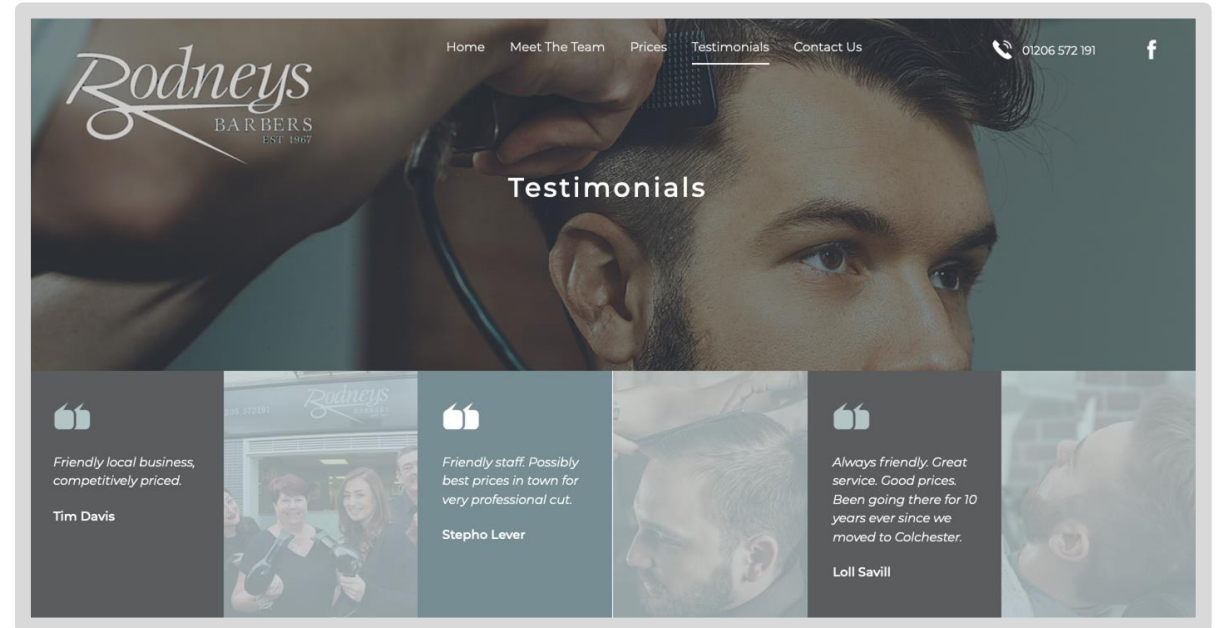 Rodneys
BARBERS
EST 1967
Home Meet The Team Prices Testimonials Contact Us
01206 572 191
f
Testimonials
Friendly local business,
competitively priced.
Tim Davis
Rodneys
BARBERS
Friendly staff. Possibly
best prices in town for
very professional cut.
Stepho Lever
Always friendly. Great
service. Good prices.
Been going there for 10
years ever since we
moved to Colchester.
Loll Savill